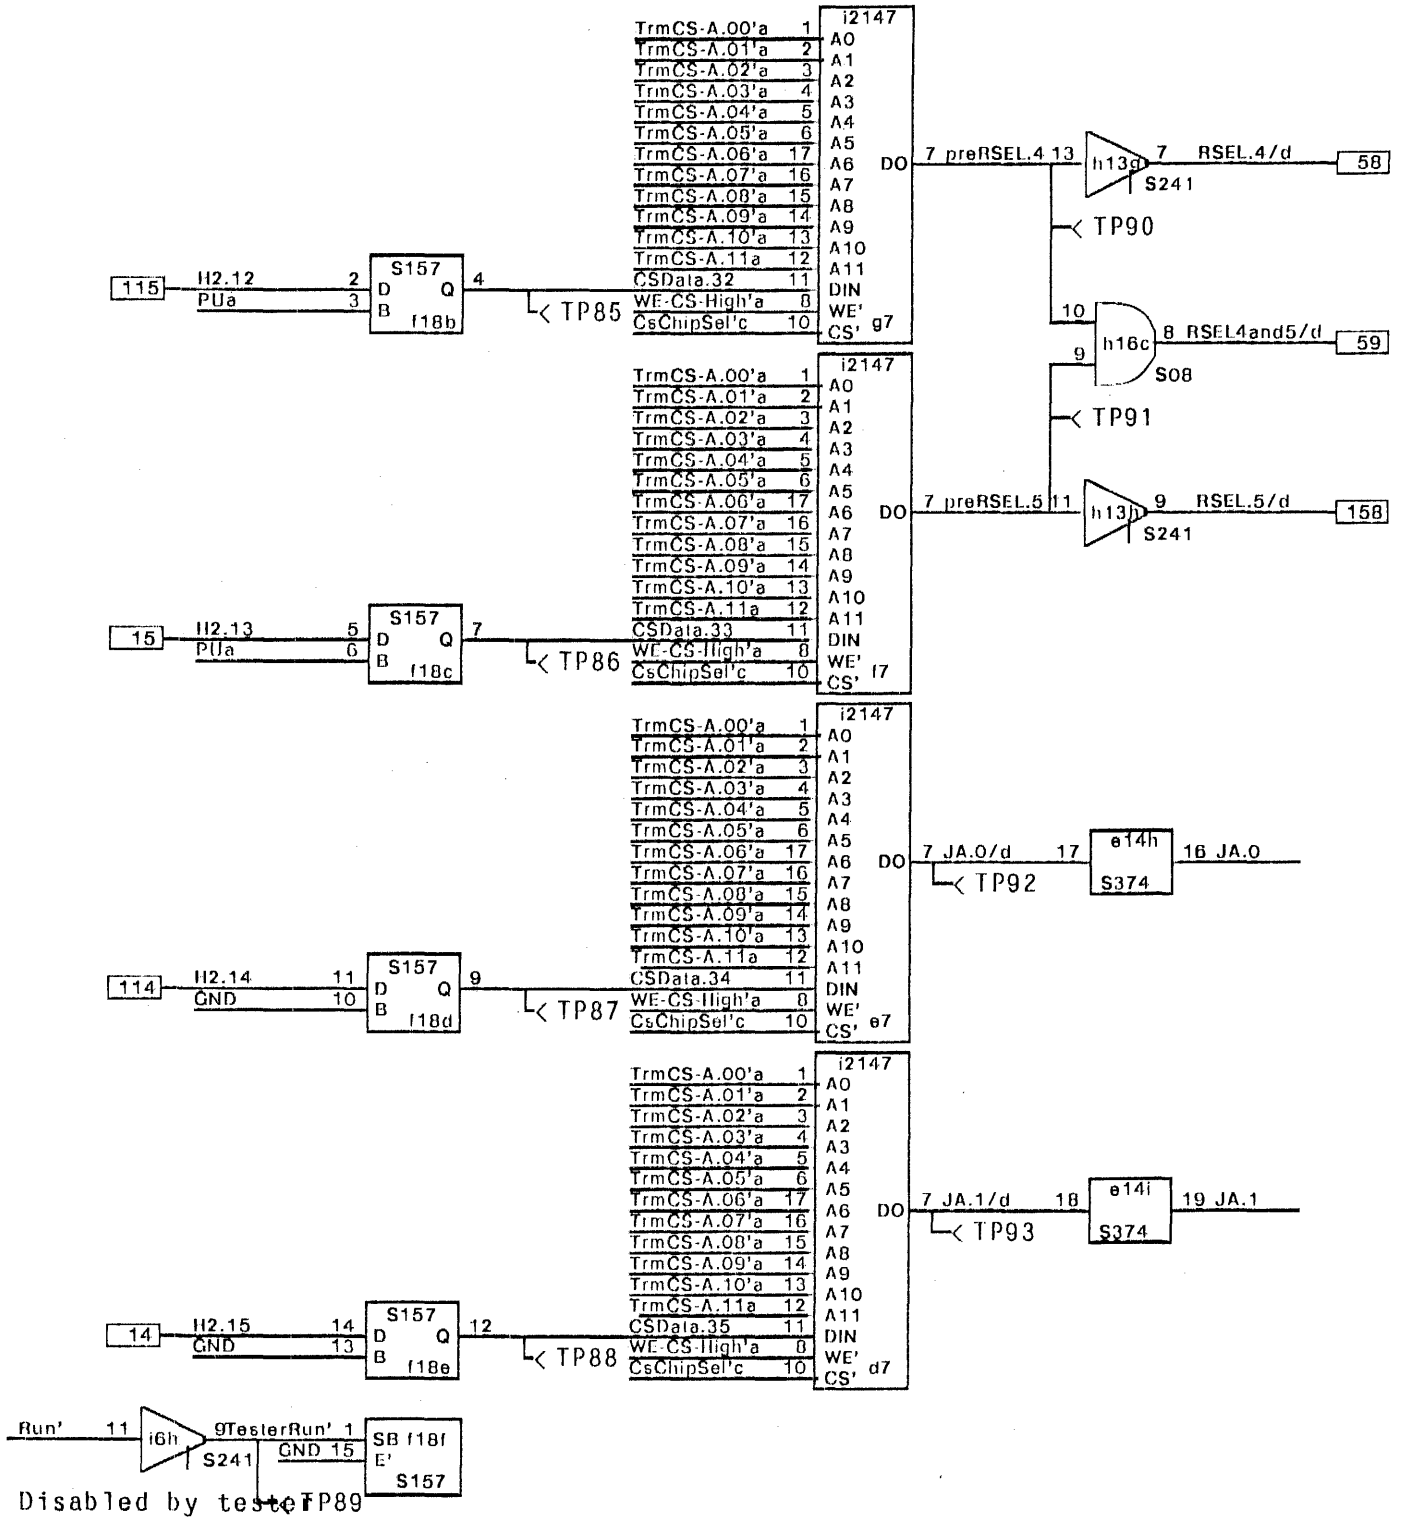 i2147
TrmCS-A.00'a 1 A0
TrmCS-A.01'a 2 A1
TrmCS-A.02'a 3 A2
TrmCS-A.03'a 4 A3
TrmCS-A.04'a 5 A4
TrmCS-A.05'a 6 A5
TrmCS-A.06'a 17 A6 DO 7 preRSEL.4 13 h13g 7 RSEL.4/d 58
S241
TrmCS-A.07'a 16 A7
TrmCS-A.08'a 15 A8
TrmCS-A.09'a 14 A9
TP90
TrmCS-A.10'a 13 A10
TrmCS-A.11a 12 A11
115 H2.12 2 D S157 Q 4 CSData.32 11 DIN
PUa 3 B f18b TP85 WE-CS-High'a 8 WE'
CsChipSel'c 10 CS' g7
10 h16c 8 RSEL4and5/d 59
9 S08
i2147
TrmCS-A.00'a 1 A0
TrmCS-A.01'a 2 A1
TP91
TrmCS-A.02'a 3 A2
TrmCS-A.03'a 4 A3
TrmCS-A.04'a 5 A4
TrmCS-A.05'a 6 A5
TrmCS-A.06'a 17 A6 DO 7 preRSEL.5 11 h13h 9 RSEL.5/d 158
S241
TrmCS-A.07'a 16 A7
TrmCS-A.08'a 15 A8
TrmCS-A.09'a 14 A9
TrmCS-A.10'a 13 A10
TrmCS-A.11a 12 A11
15 H2.13 5 D S157 Q 7 CSData.33 11 DIN
PUa 6 B f18c TP86 WE-CS-High'a 8 WE'
CsChipSel'c 10 CS' f7
i2147
TrmCS-A.00'a 1 A0
TrmCS-A.01'a 2 A1
TrmCS-A.02'a 3 A2
TrmCS-A.03'a 4 A3
TrmCS-A.04'a 5 A4
TrmCS-A.05'a 6 A5
TrmCS-A.06'a 17 A6 DO 7 JA.0/d 17 e14h 16 JA.0
TP92 S374
TrmCS-A.07'a 16 A7
TrmCS-A.08'a 15 A8
TrmCS-A.09'a 14 A9
TrmCS-A.10'a 13 A10
TrmCS-A.11a 12 A11
114 H2.14 11 D S157 Q 9 CSData.34 11 DIN
GND 10 B f18d TP87 WE-CS-High'a 8 WE'
CsChipSel'c 10 CS' e7
i2147
TrmCS-A.00'a 1 A0
TrmCS-A.01'a 2 A1
TrmCS-A.02'a 3 A2
TrmCS-A.03'a 4 A3
TrmCS-A.04'a 5 A4
TrmCS-A.05'a 6 A5
TrmCS-A.06'a 17 A6 DO 7 JA.1/d 18 e14i 19 JA.1
TP93 S374
TrmCS-A.07'a 16 A7
TrmCS-A.08'a 15 A8
TrmCS-A.09'a 14 A9
TrmCS-A.10'a 13 A10
TrmCS-A.11a 12 A11
14 H2.15 14 D S157 Q 12 CSData.35 11 DIN
GND 13 B f18e TP88 WE-CS-High'a 8 WE'
CsChipSel'c 10 CS' d7
Run' 11 i6h 9 TesterRun' 1 SB f18f
S241 GND 15 E'
S157
Disabled by tester TP89